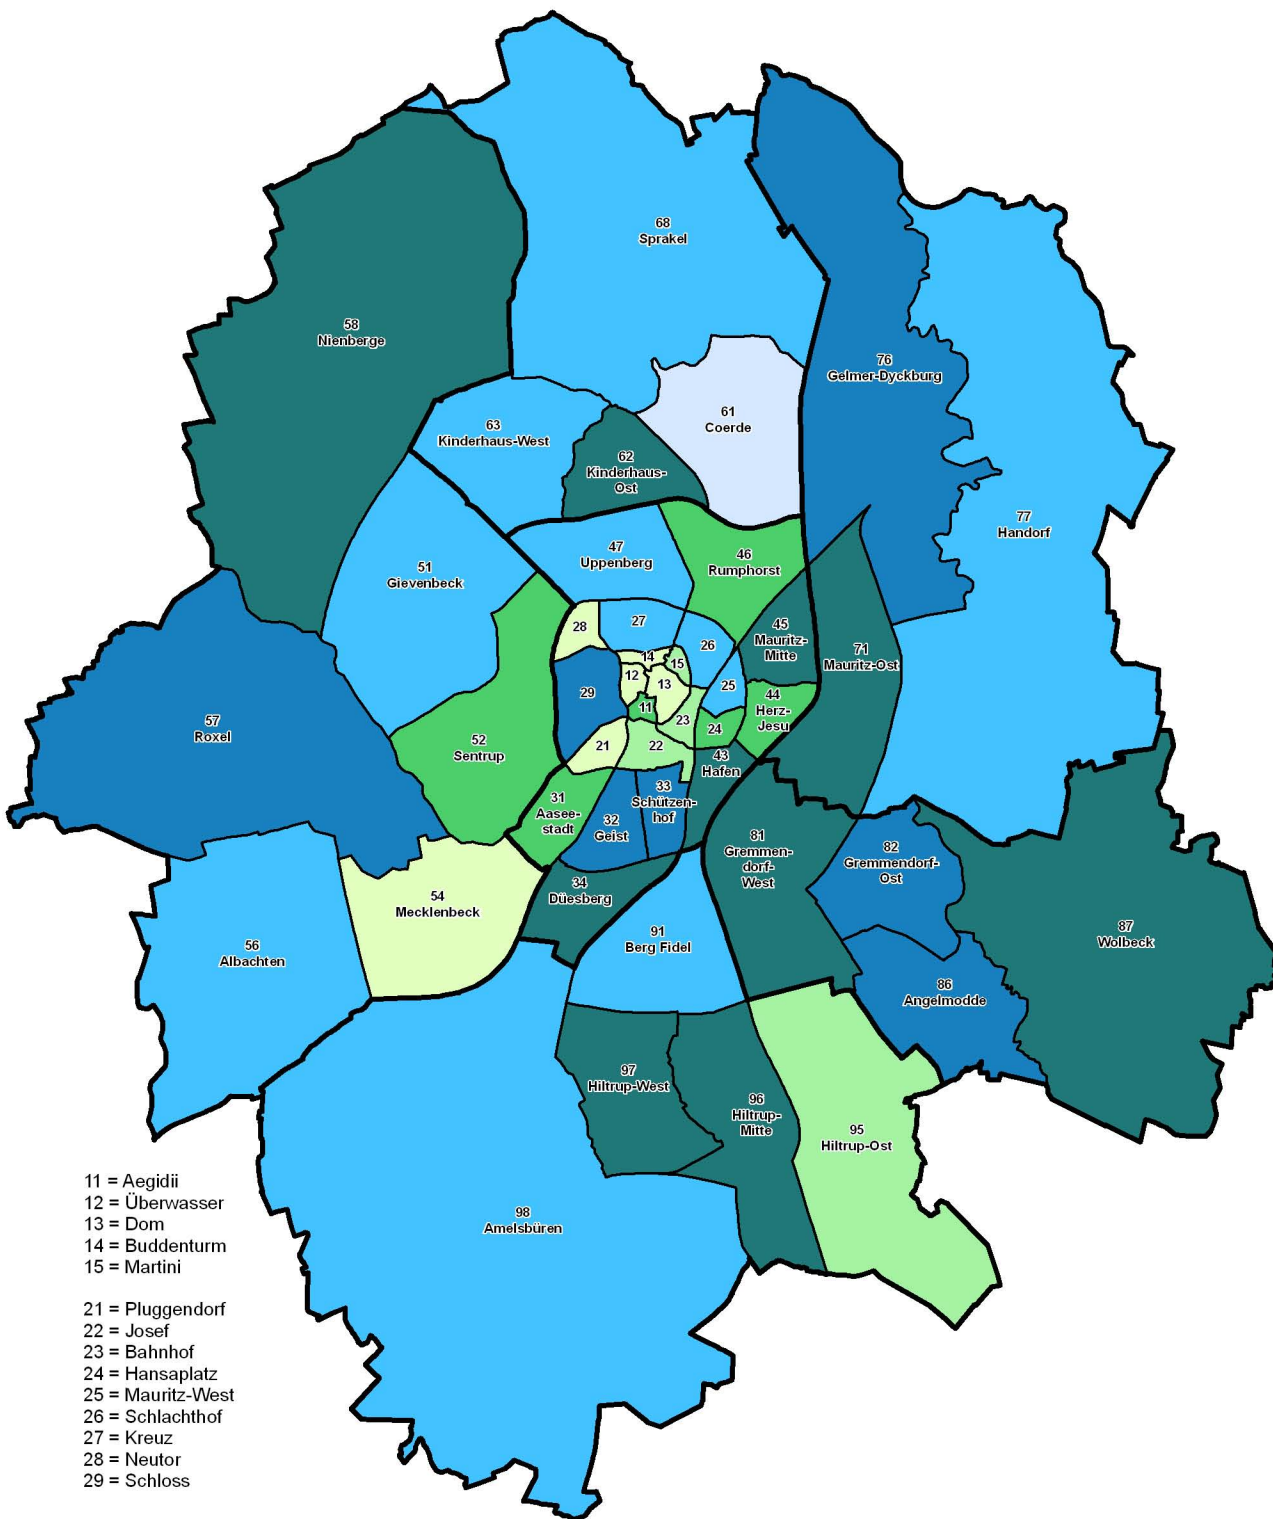 68
Sprakel
58
Nienberge
76
Gelmer-Dyckburg
61
Coerde
63
Kinderhaus-West
62
Kinderhaus-
Ost
77
Handorf
47
Uppenberg
46
Rumphorst
51
Gievenbeck
28
27
26
45
Mauritz-
Mitte
71
Mauritz-Ost
14
15
12
13
29
25
11
44
Herz-
Jesu
23
24
57
Roxel
52
Sentrup
21
22
43
Hafen
31
Aasee-
stadt
32
Geist
33
Schützen-
hof
81
Gremmen-
dorf-
West
82
Gremmendorf-
Ost
34
Düesberg
54
Mecklenbeck
91
Berg Fidel
87
Wolbeck
56
Albachten
86
Angelmodde
97
Hiltrup-West
96
Hiltrup-
Mitte
95
Hiltrup-Ost
98
Amelsbüren
11 = Aegidii
12 = Überwasser
13 = Dom
14 = Buddenturm
15 = Martini
21 = Pluggendorf
22 = Josef
23 = Bahnhof
24 = Hansaplatz
25 = Mauritz-West
26 = Schlachthof
27 = Kreuz
28 = Neutor
29 = Schloss